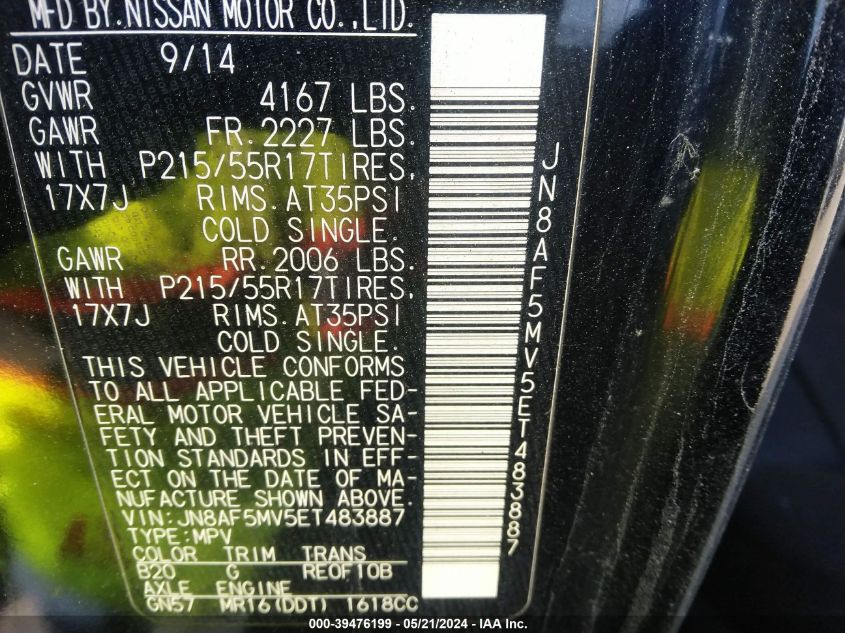 MFD BY.NISSAN MOTOR CO.,LTD.
DATE 9/14
GVWR 4167 LBS.
GAWR FR.2227 LBS.
WITH P215/55R17TIRES,
17X7J RIMS.AT35PSI
COLD SINGLE.
GAWR RR.2006 LBS.
WITH P215/55R17TIRES,
17X7J RIMS.AT35PSI
COLD SINGLE.
THIS VEHICLE CONFORMS
TO ALL APPLICABLE FED-
ERAL MOTOR VEHICLE SA-
FETY AND THEFT PREVEN-
TION STANDARDS IN EFF-
ECT ON THE DATE OF MA-
NUFACTURE SHOWN ABOVE.
VIN:JN8AF5MV5ET483887
TYPE:MPV
COLOR TRIM TRANS
B20 G RE0F10B
AXLE ENGINE
GN57 MR16(DDT) 1618CC
JN8AF5MV5ET483887
000-39476199 - 05/21/2024 - IAA Inc.